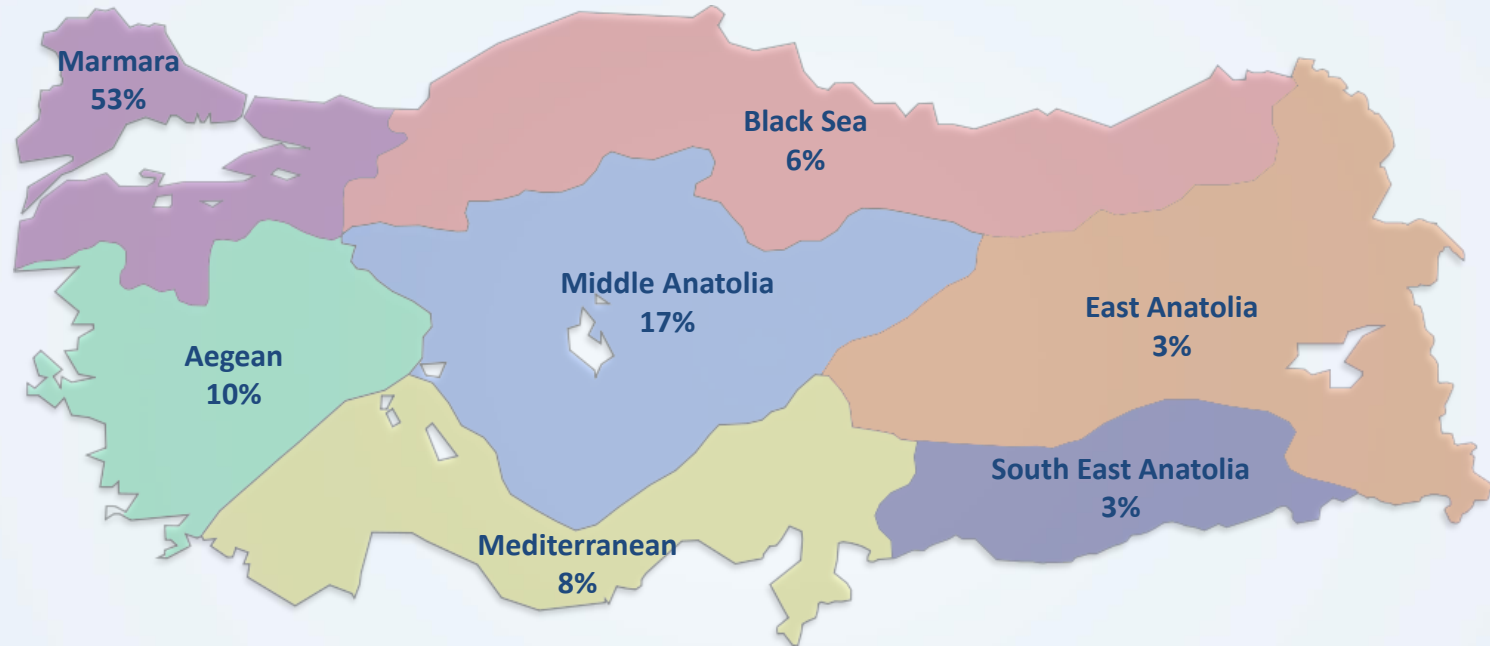 Marmara
53%
Black Sea
6%
Middle Anatolia
17%
East Anatolia
3%
Aegean
10%
South East Anatolia
3%
Mediterranean
8%